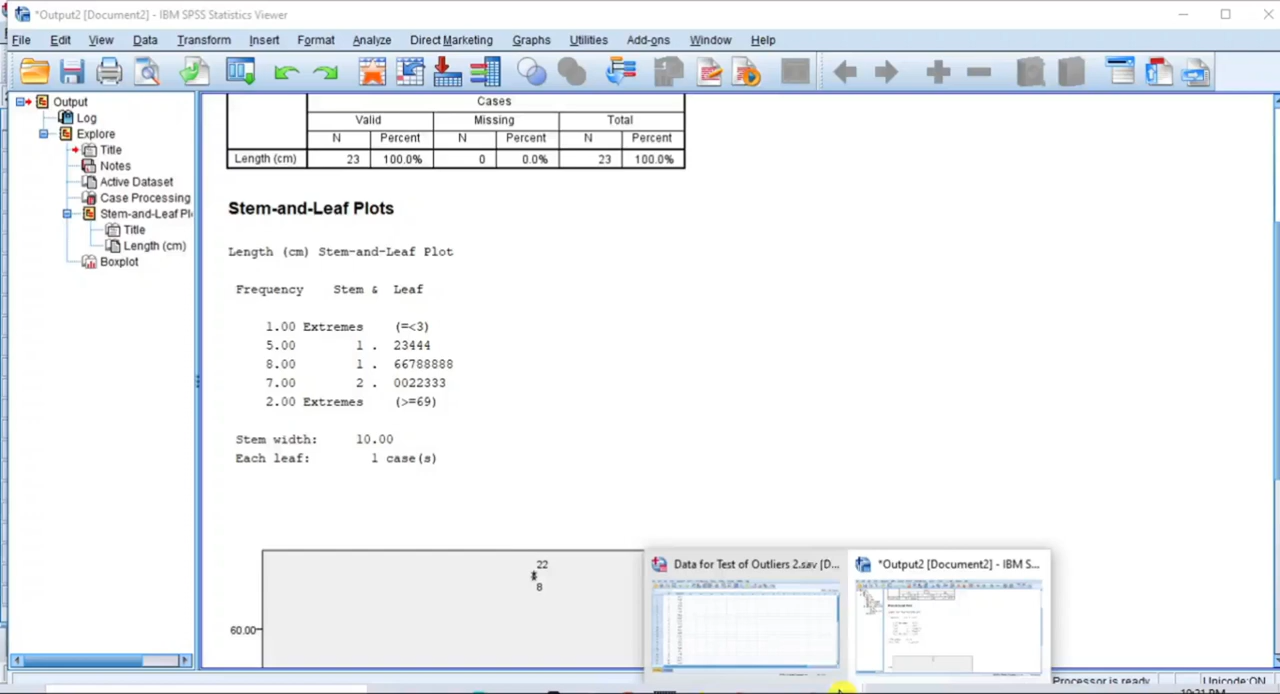 *Output2 [Document2] - IBM SPSS Statistics Viewer
File Edit View Data Transform Insert Format Analyze Direct Marketing Graphs Utilities Add-ons Window Help
Output
Log
Explore
Title
Notes
Active Dataset
Case Processing
Stem-and-Leaf Pl
Title
Length (cm)
Boxplot
Cases
Valid Missing Total
N Percent N Percent N Percent
Length (cm) 23 100.0% 0 0.0% 23 100.0%
Stem-and-Leaf Plots
Length (cm) Stem-and-Leaf Plot
Frequency Stem & Leaf
1.00 Extremes (=<3)
5.00 1 . 23444
8.00 1 . 66788888
7.00 2 . 0022333
2.00 Extremes (>=69)
Stem width: 10.00
Each leaf: 1 case(s)
22
8
60.00
Data for Test of Outliers 2.sav [D...
*Output2 [Document2] - IBM S...
Processor is ready
Unicode:ON
10:21 PM